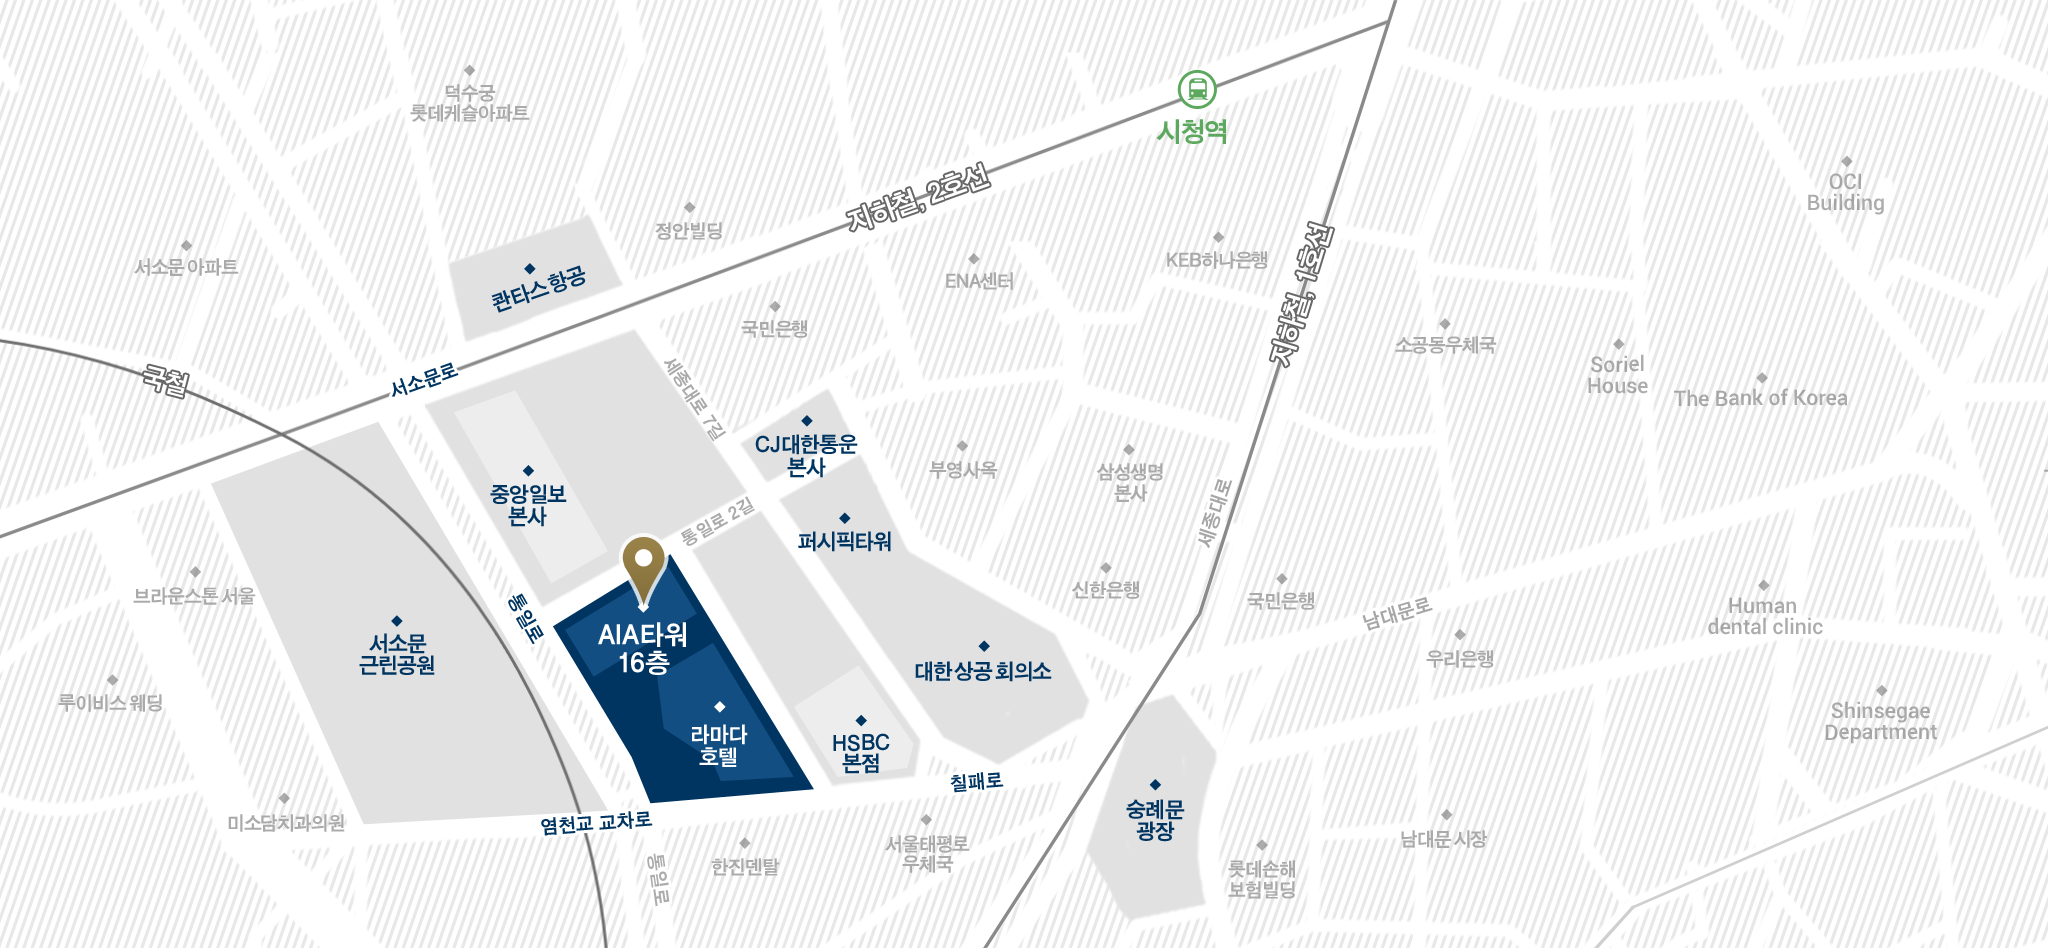 덕수궁
롯데케슬아파트
시청역
지하철, 2호선
OCI
Building
정안빌딩
서소문 아파트
콴타스 항공
ENA센터
KEB하나은행
지하철, 1호선
국민은행
소공동우체국
Soriel
House
The Bank of Korea
국철
서소문로
세종대로 7길
CJ대한통운
본사
부영사옥
삼성생명
본사
중앙일보
본사
통일로 2길
퍼시픽타워
세종대로
브라운스톤 서울
신한은행
국민은행
남대문로
Human
dental clinic
통일로
서소문
근린공원
AIA타워
16층
대한상공 회의소
우리은행
루이비스 웨딩
라마다
호텔
HSBC
본점
Shinsegae
Department
칠패로
숭례문
광장
미소담치과의원
염천교 교차로
남대문 시장
통일로
한진덴탈
서울태평로
우체국
롯데손해
보험빌딩